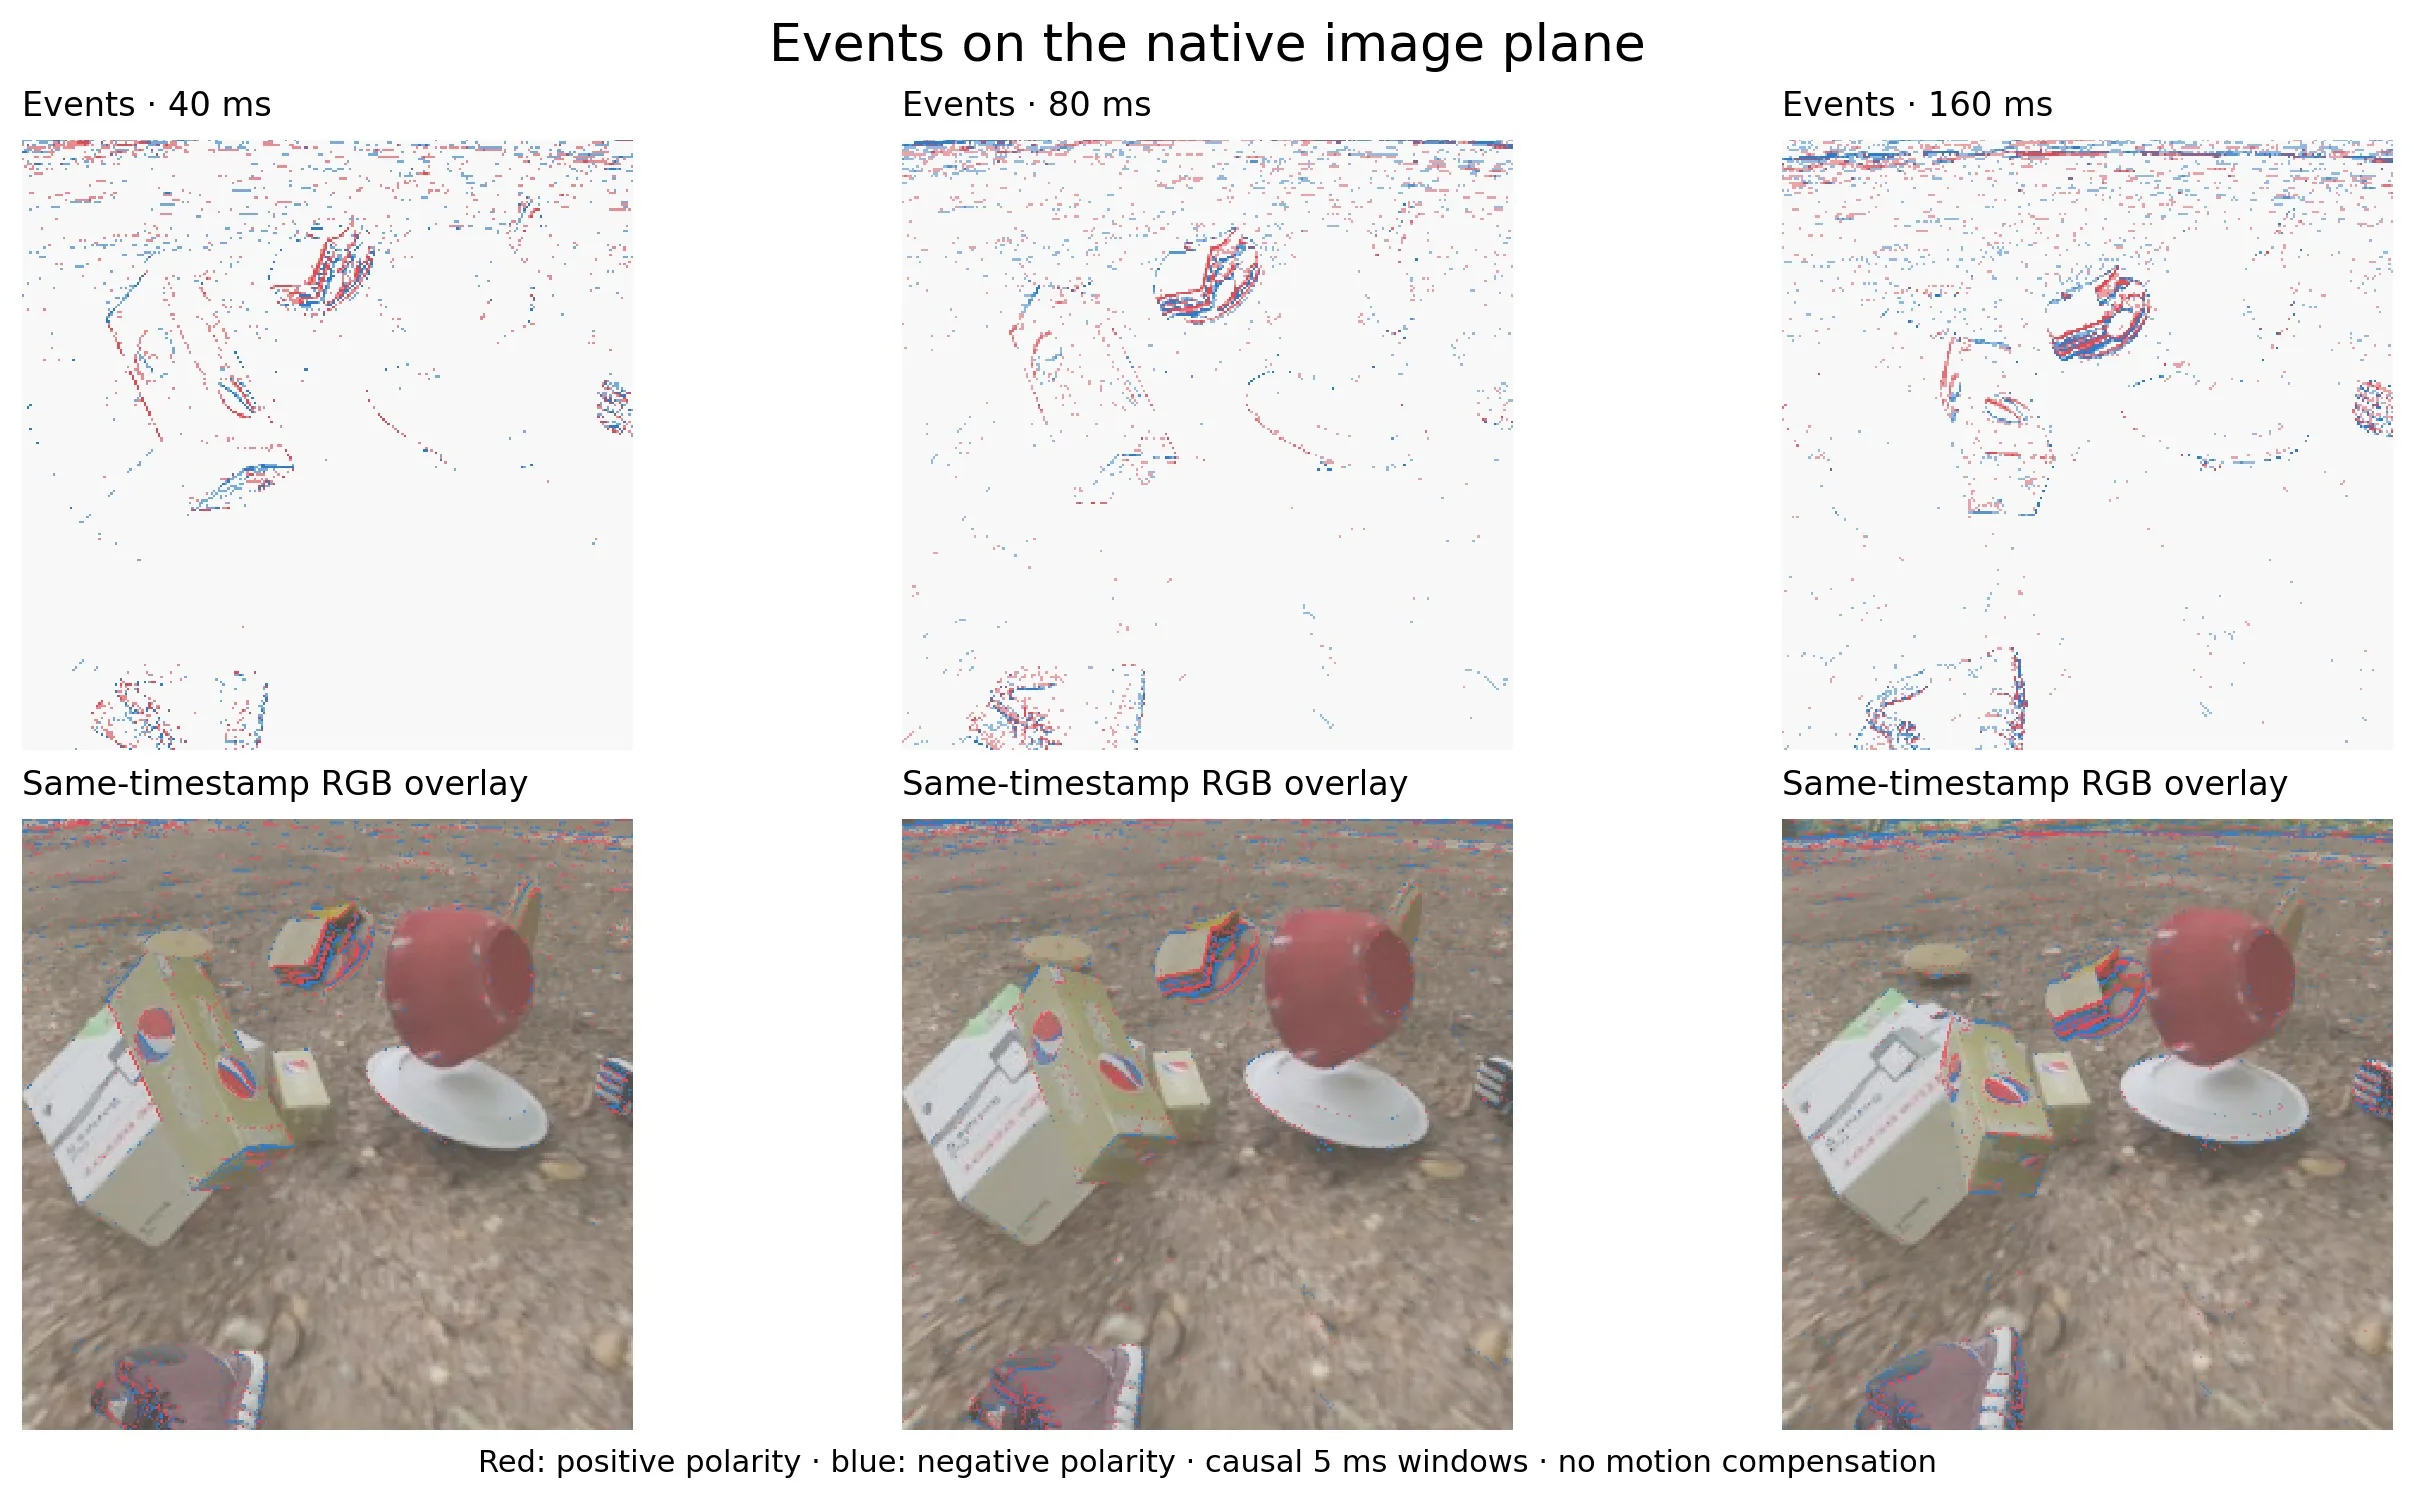 Events on the native image plane
Events · 40 ms
Events · 80 ms
Events · 160 ms
Same-timestamp RGB overlay
Same-timestamp RGB overlay
Same-timestamp RGB overlay
Red: positive polarity · blue: negative polarity · causal 5 ms windows · no motion compensation